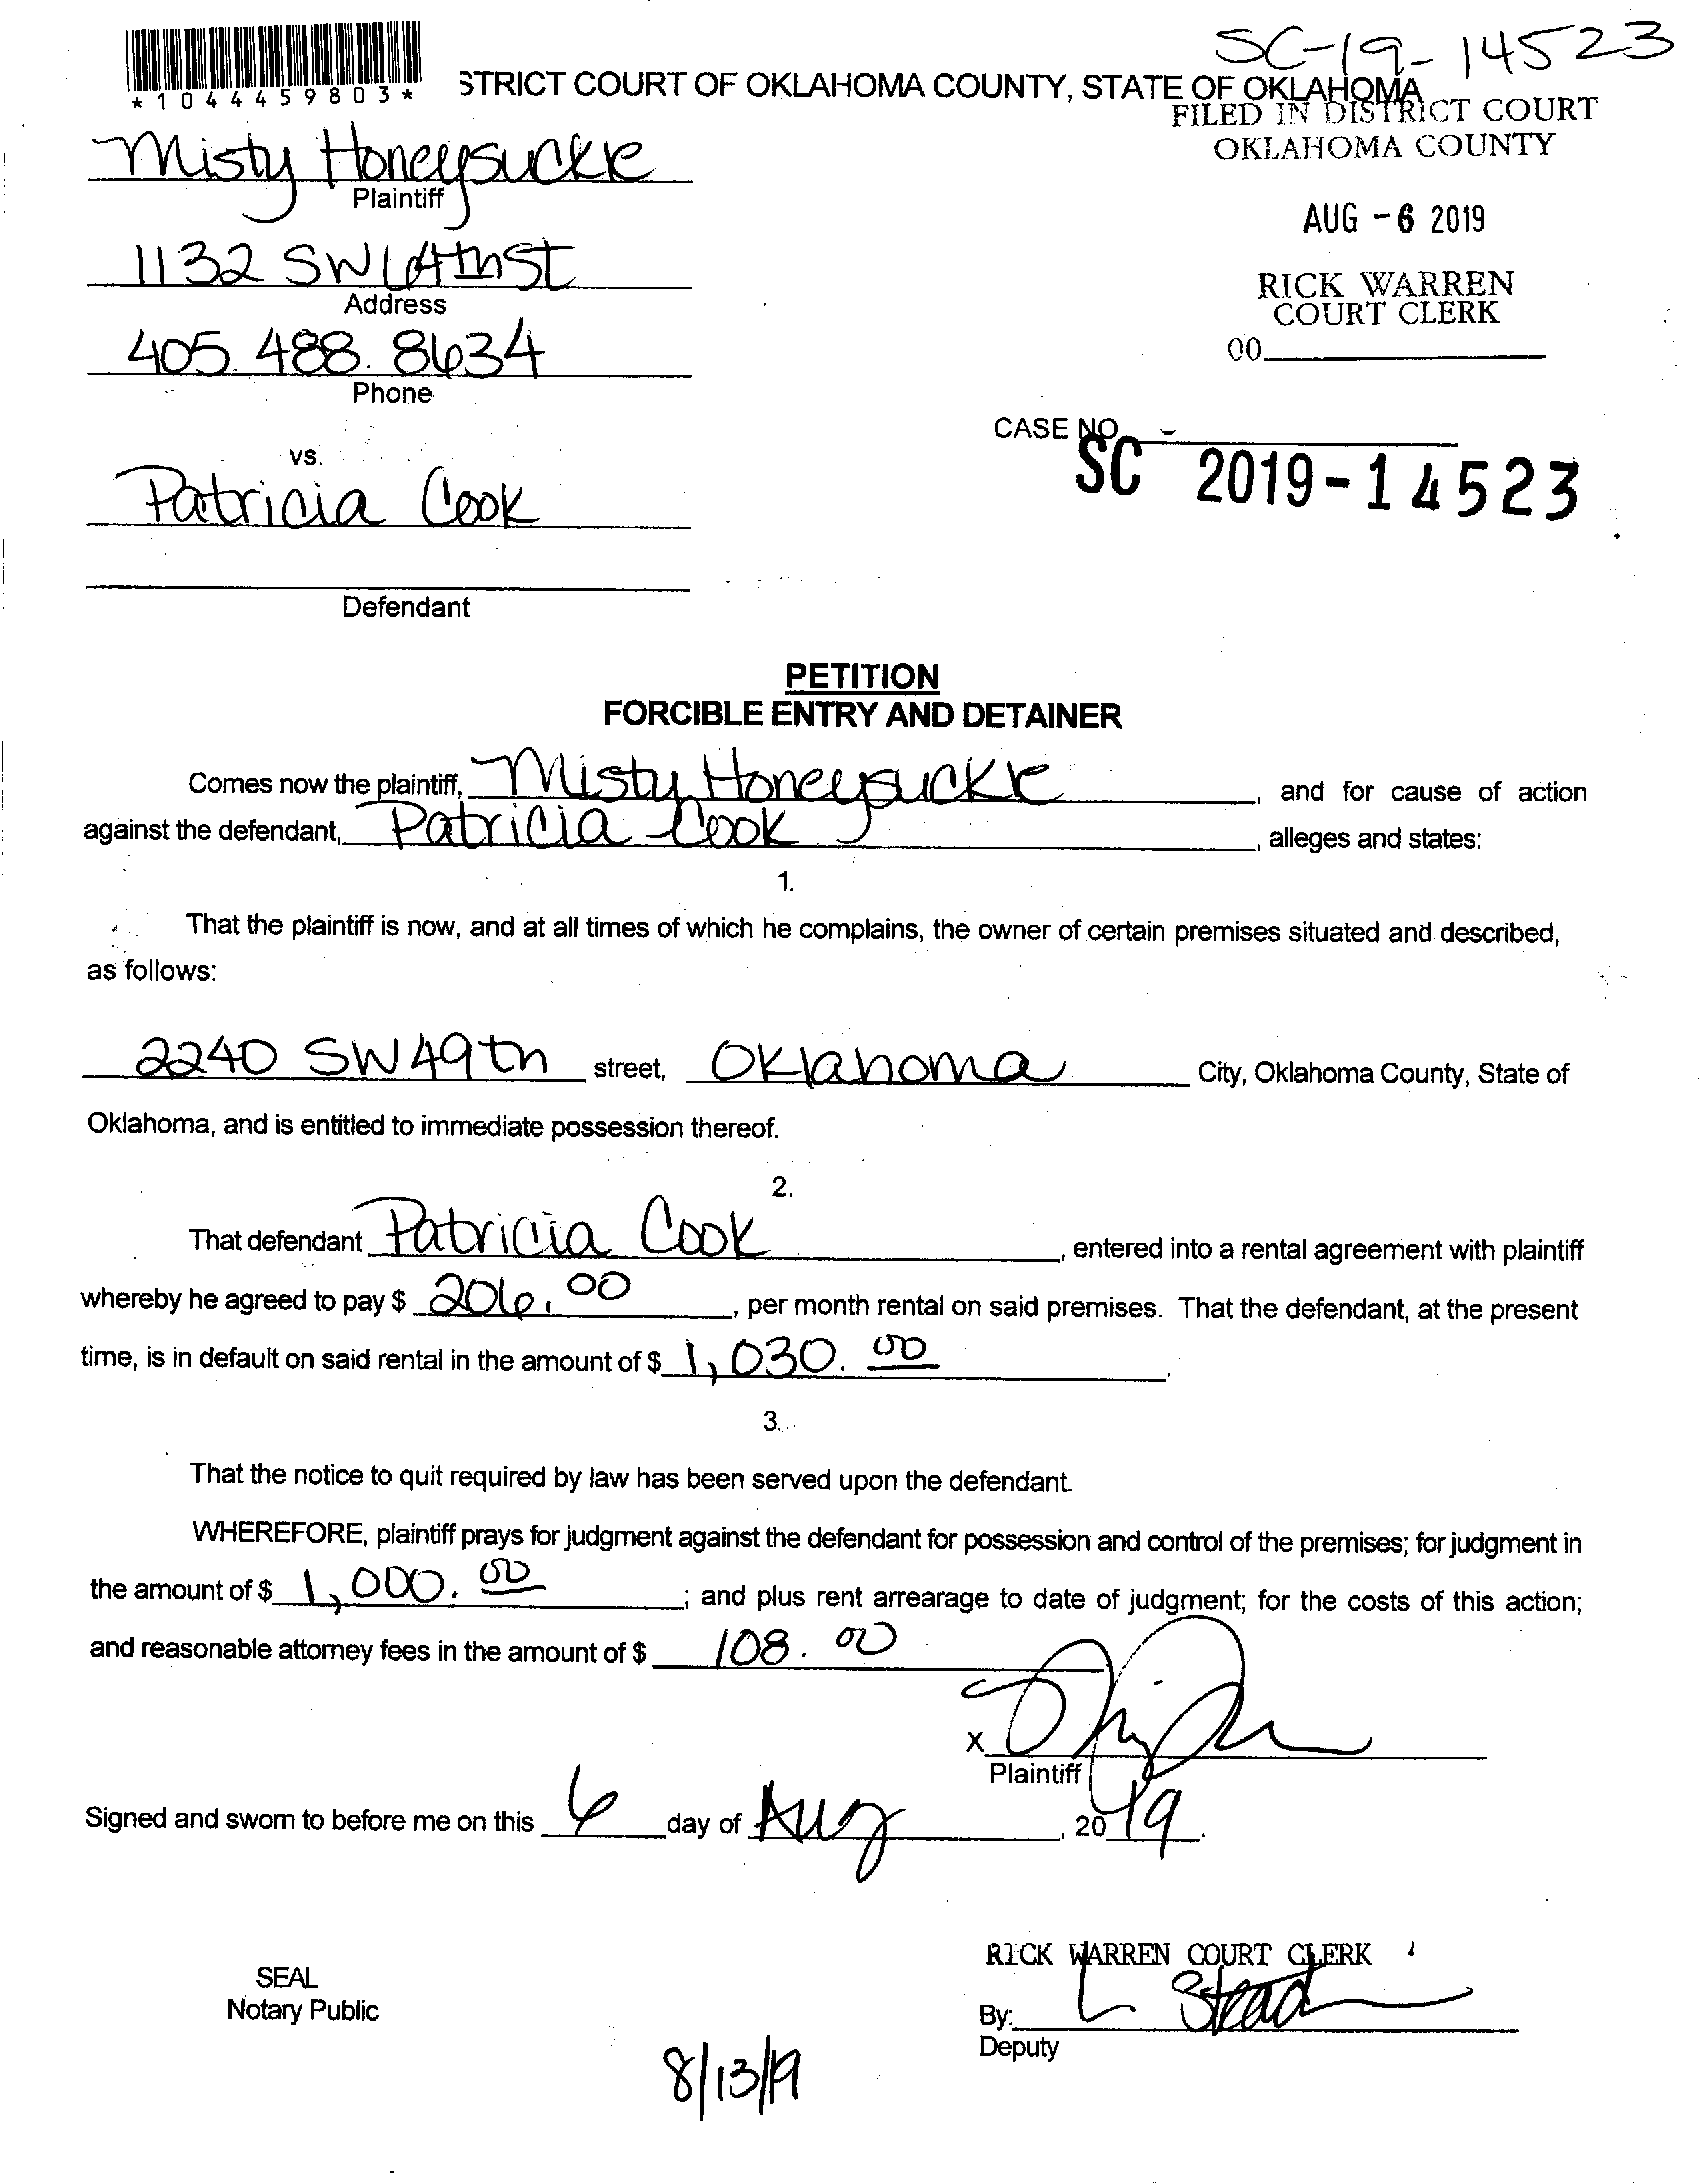 SC-19-14523
*1044459803*
STRICT COURT OF OKLAHOMA COUNTY, STATE OF OKLAHOMA
FILED IN DISTRICT COURT
OKLAHOMA COUNTY
Misty Honeysuckle
Plaintiff
AUG -6 2019
1132 SW 64th St
Address
RICK WARREN
COURT CLERK
405. 488. 8634
Phone
00
CASE NO.
SC 2019-14523
vs.
Patricia Cook
Defendant
PETITION
FORCIBLE ENTRY AND DETAINER
Comes now the plaintiff, Misty Honeysuckle, and for cause of action
against the defendant, Patricia Cook, alleges and states:
1.
That the plaintiff is now, and at all times of which he complains, the owner of certain premises situated and described,
as follows:
2240 SW 49th street, Oklahoma City, Oklahoma County, State of
Oklahoma, and is entitled to immediate possession thereof.
2.
That defendant Patricia Cook, entered into a rental agreement with plaintiff
whereby he agreed to pay $ 206.00, per month rental on said premises. That the defendant, at the present
time, is in default on said rental in the amount of $ 1,030.00.
3.
That the notice to quit required by law has been served upon the defendant.
WHEREFORE, plaintiff prays for judgment against the defendant for possession and control of the premises; for judgment in
the amount of $ 1,000.00; and plus rent arrearage to date of judgment; for the costs of this action;
and reasonable attorney fees in the amount of $ 108.00
X
Plaintiff
Signed and sworn to before me on this 6 day of Aug, 2019.
RICK WARREN COURT CLERK
SEAL
Notary Public
By: L Stead
Deputy
8/13/19